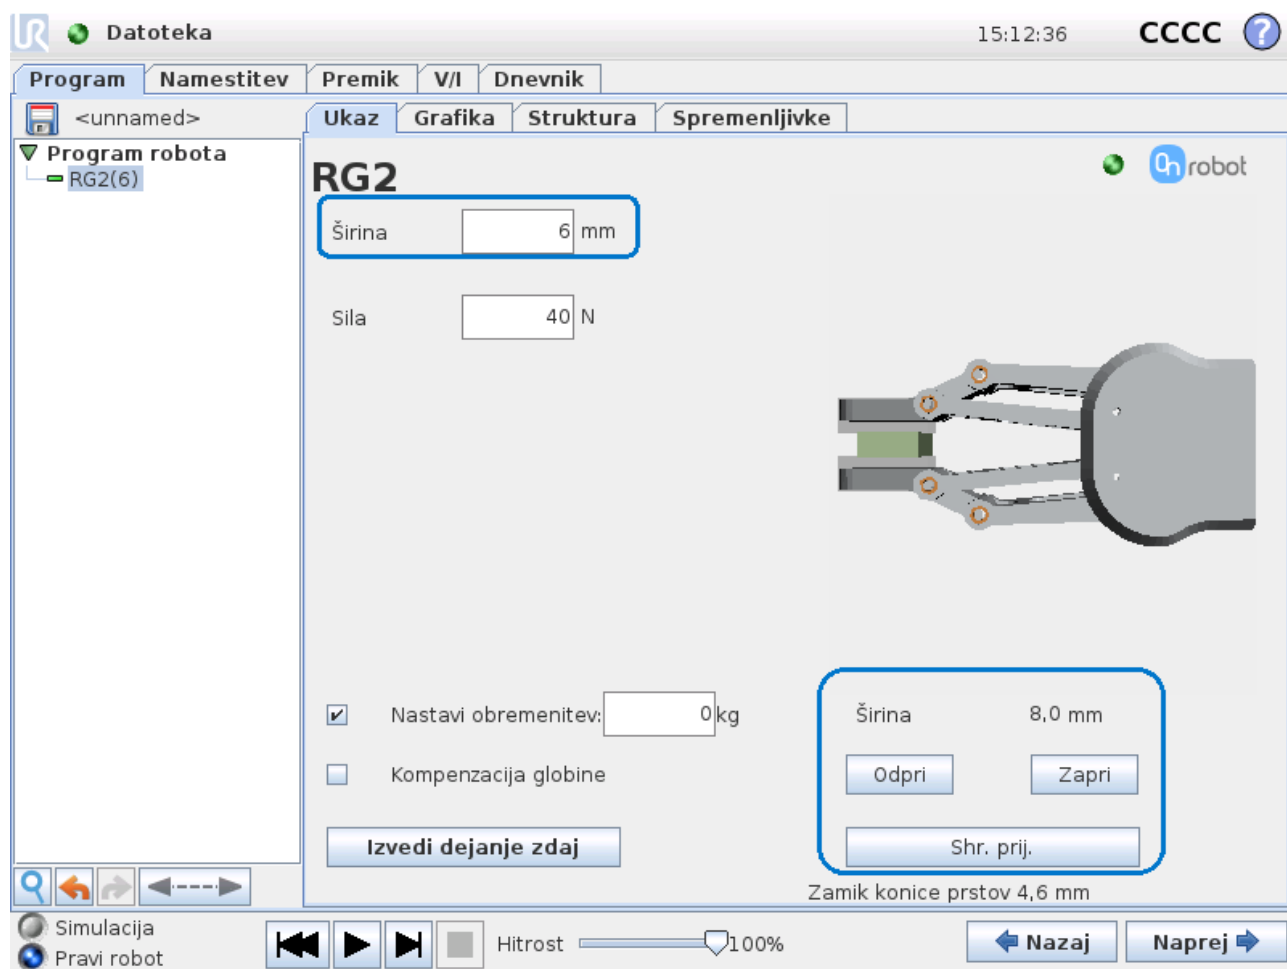 Datoteka 15:12:36 CCCC ?
Program Namestitev Premik V/I Dnevnik
<unnamed> Ukaz Grafika Struktura Spremenljivke
Program robota
RG2(6)
RG2
On robot
Širina 6 mm
Sila 40 N
Nastavi obremenitev: 0 kg
Širina 8,0 mm
Kompenzacija globine
Odpri Zapri
Izvedi dejanje zdaj
Shr. prij.
Zamik konice prstov 4,6 mm
Simulacija
Pravi robot
Hitrost 100%
Nazaj Naprej